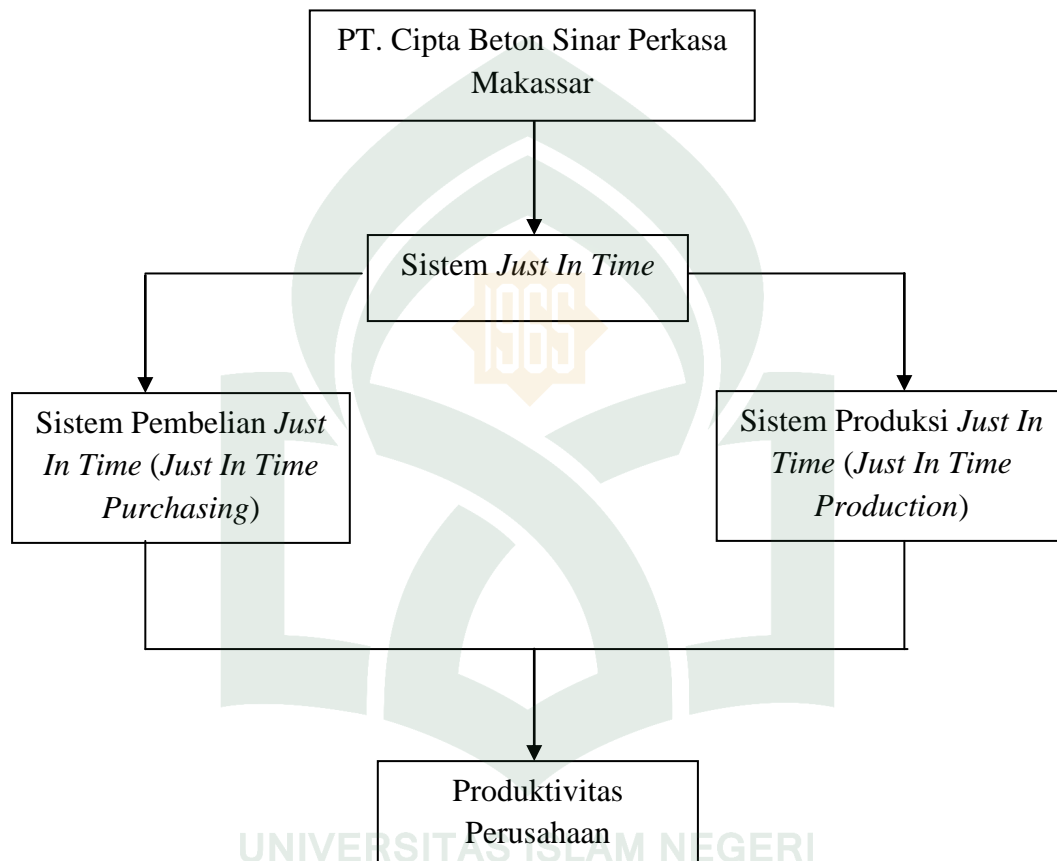 PT. Cipta Beton Sinar Perkasa
Makassar
Sistem Just In Time
1965
Sistem Pembelian Just
In Time (Just In Time
Purchasing)
Sistem Produksi Just In
Time (Just In Time
Production)
Produktivitas
Perusahaan
UNIVERSITAS ISLAM NEGERI